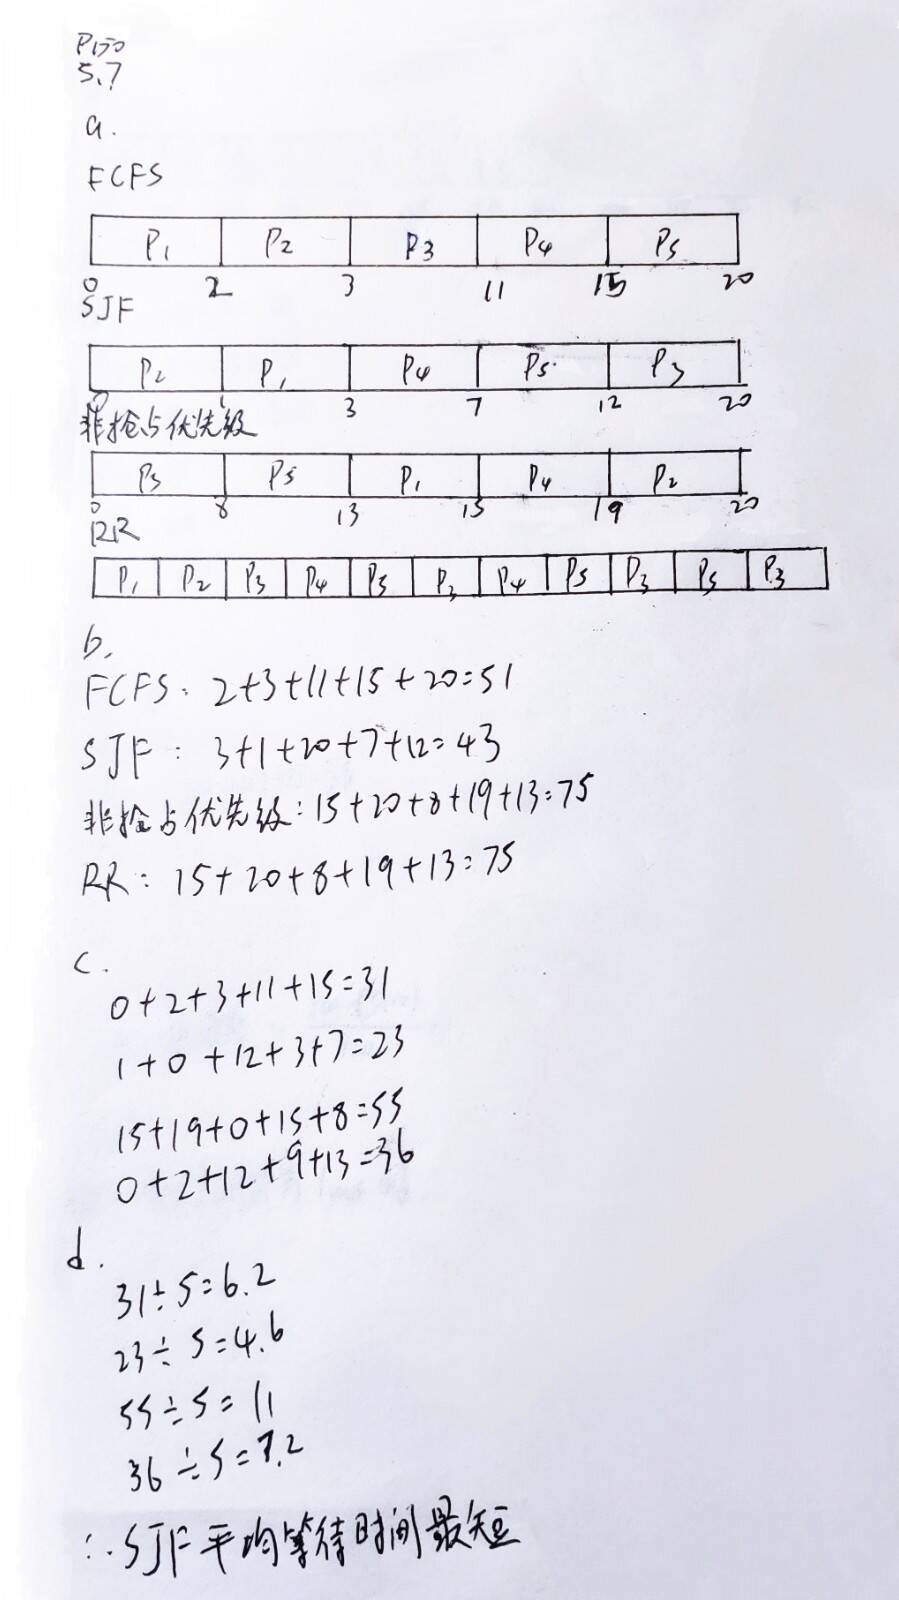 P170
5.7
a.
FCFS
P1 P2 P3 P4 P5
0 2 3 11 15 20
SJF
P2 P1 P4 P5 P3
0 1 3 7 12 20
非抢占优先级
P3 P5 P1 P4 P2
0 8 13 15 19 20
RR
P1 P2 P3 P4 P5 P3 P4 P5 P3 P5 P3
b.
FCFS: 2+3+11+15+20=51
SJF: 3+1+20+7+12=43
非抢占优先级:15+20+8+19+13=75
RR: 15+20+8+19+13=75
c.
0+2+3+11+15=31
1+0+12+3+7=23
15+19+0+15+8=55
0+2+12+9+13=36
d.
31÷5=6.2
23÷5=4.6
55÷5=11
36÷5=7.2
∴SJF平均等待时间最短